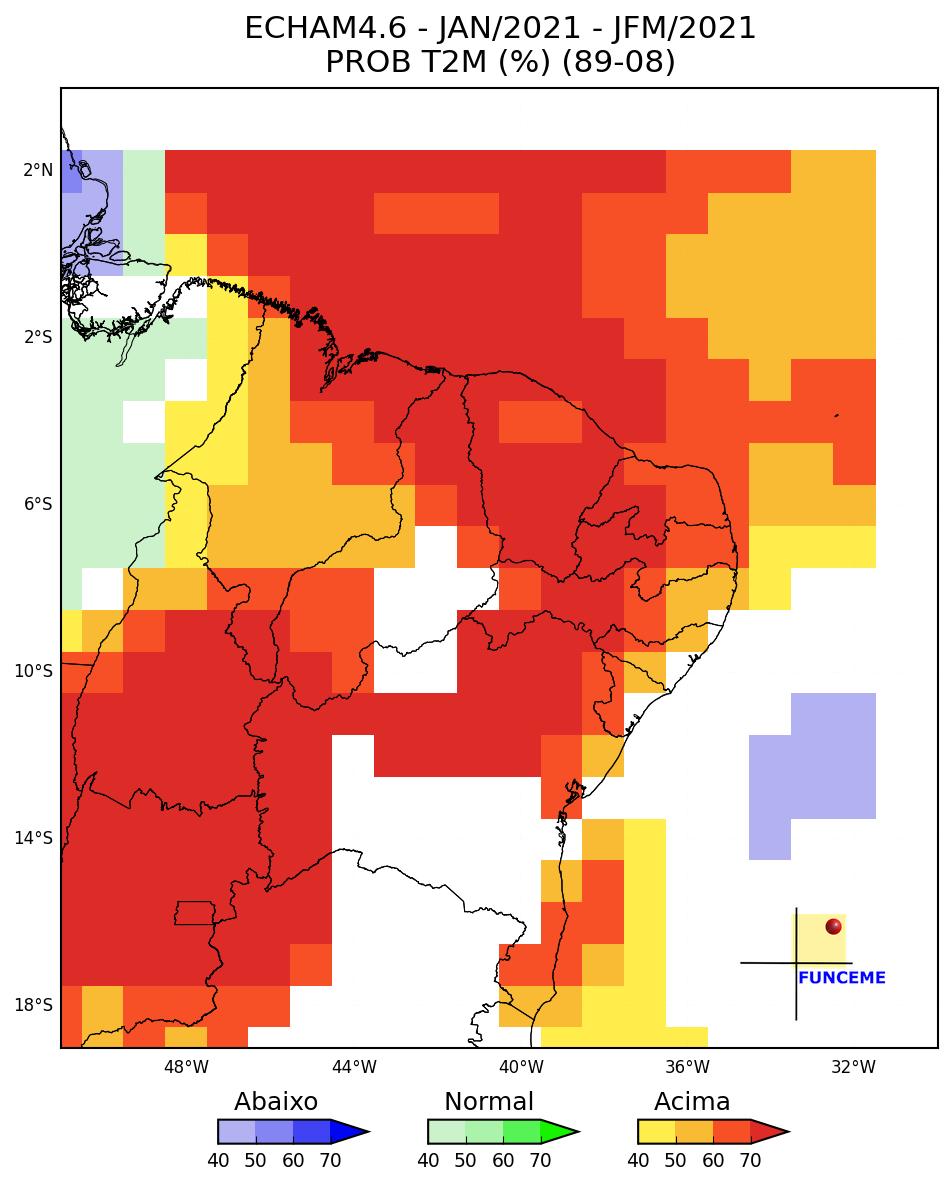 ECHAM4.6 - JAN/2021 - JFM/2021
PROB T2M (%) (89-08)
2°N
2°S
6°S
10°S
14°S
18°S
FUNCEME
48°W 44°W 40°W 36°W 32°W
Abaixo Normal Acima
40 50 60 70 40 50 60 70 40 50 60 70